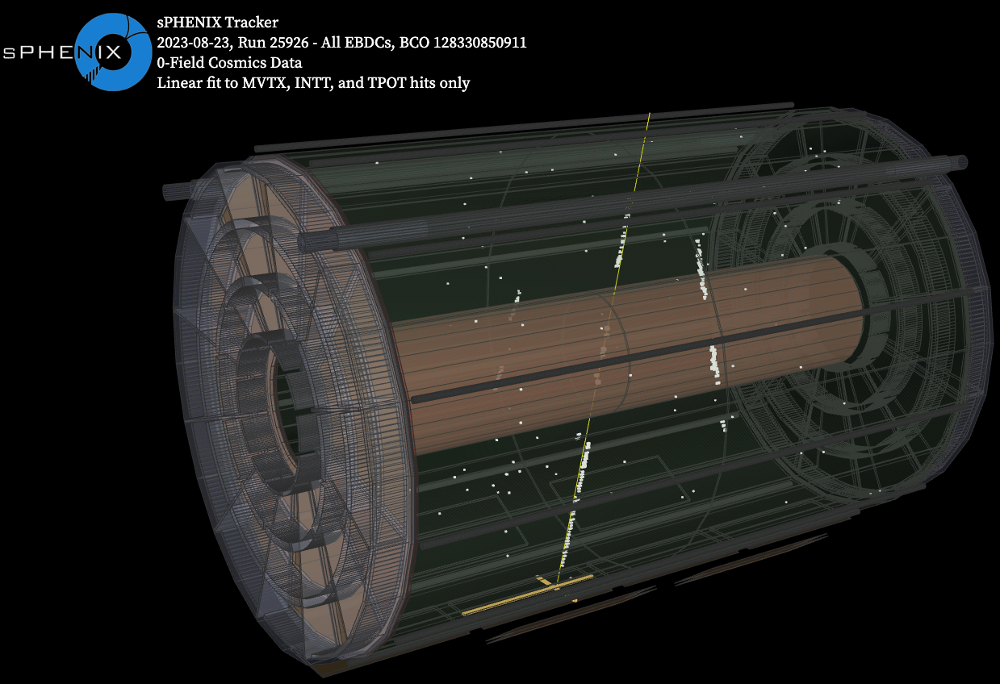 sPHENIX
sPHENIX Tracker
2023-08-23, Run 25926 - All EBDCs, BCO 128330850911
0-Field Cosmics Data
Linear fit to MVTX, INTT, and TPOT hits only